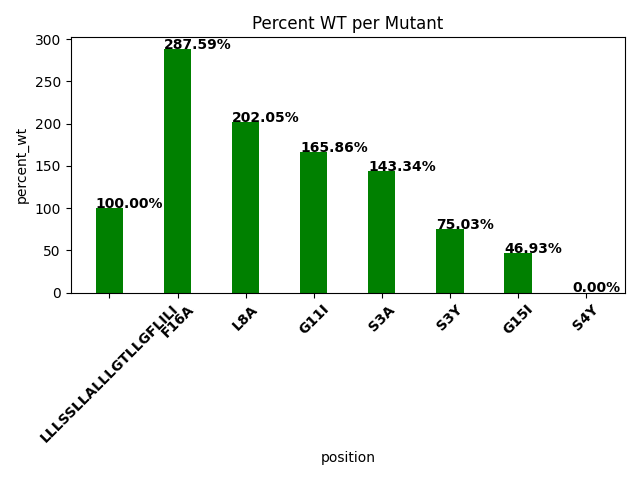 Percent WT per Mutant
percent_wt
300
250
200
150
100
50
0
100.00%
287.59%
202.05%
165.86%
143.34%
75.03%
46.93%
0.00%
LLLSSLLALLLGTLLGFLILI
F16A
L8A
G11I
S3A
S3Y
G15I
S4Y
position